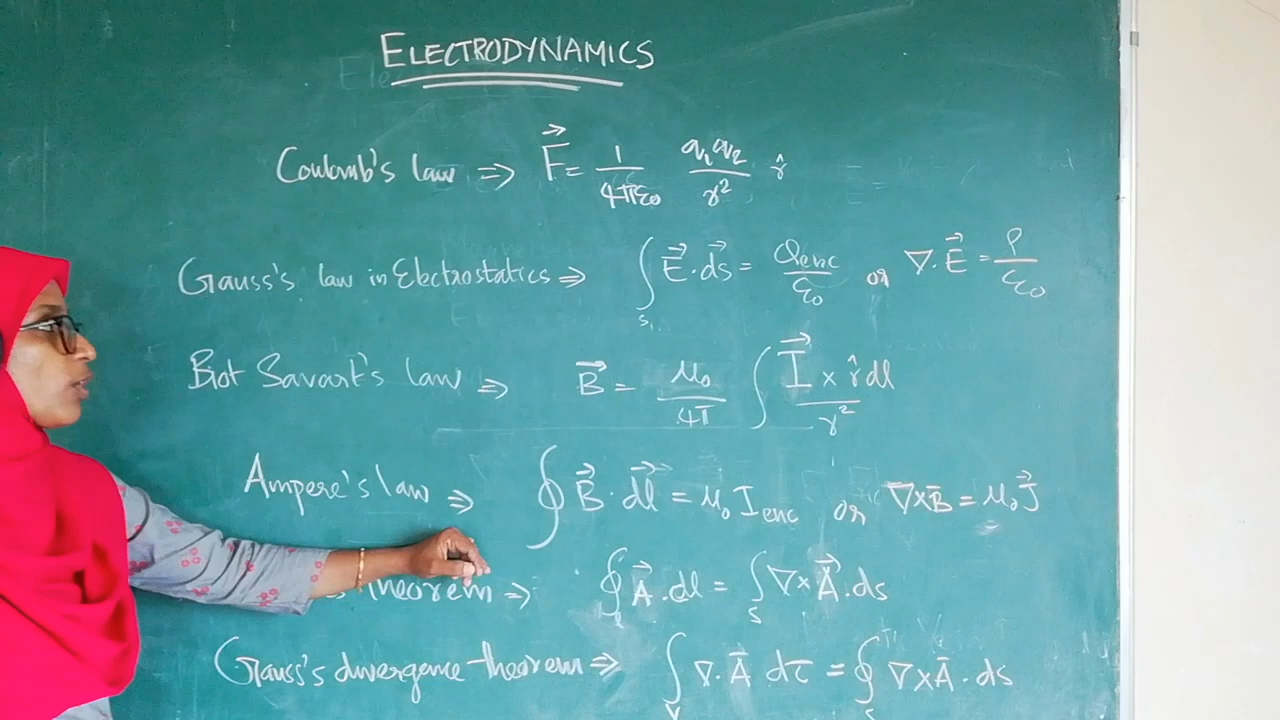 ELECTRODYNAMICS
Coulomb's law ⇒ F⃗ = 1/4πε₀ q₁q₂/r² r̂
Gauss's law in Electrostatics ⇒ ∫ₛ E⃗ · ds⃗ = Qenc/ε₀ or ∇· E⃗ = ρ/ε₀
Biot Savart's law ⇒ B⃗ = μ₀/4π ∫ I⃗ × r̂ dl/r²
Ampere's law ⇒ ∮ B⃗ · dl⃗ = μ₀ Ienc or ∇×B⃗ = μ₀J⃗
theorem ⇒ ∮ₗ A⃗ . dl = ∫ₛ ∇× A⃗ . ds
Gauss's divergence theorem ⇒ ∫ᵥ ∇. A⃗ dτ = ∮ₛ ∇×A⃗ . ds